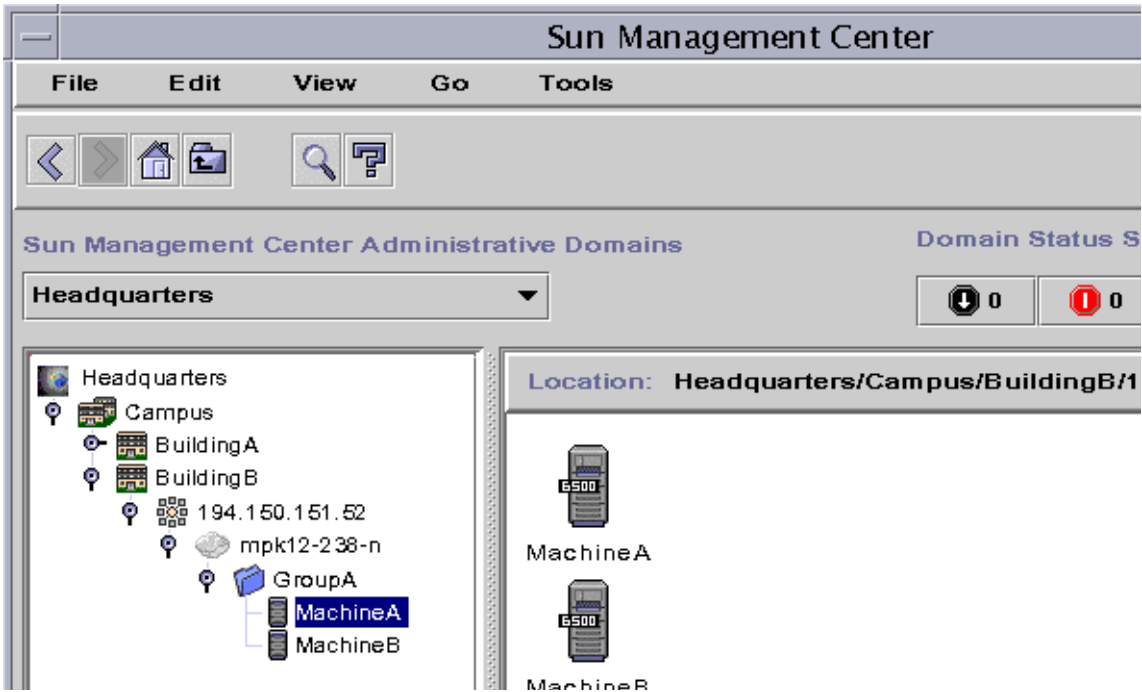 Sun Management Center
File Edit View Go Tools
Sun Management Center Administrative Domains
Domain Status S
Headquarters
0
0
Headquarters
Campus
BuildingA
BuildingB
194.150.151.52
mpk12-238-n
GroupA
MachineA
MachineB
Location: Headquarters/Campus/BuildingB/1
6500
MachineA
6500
MachineB